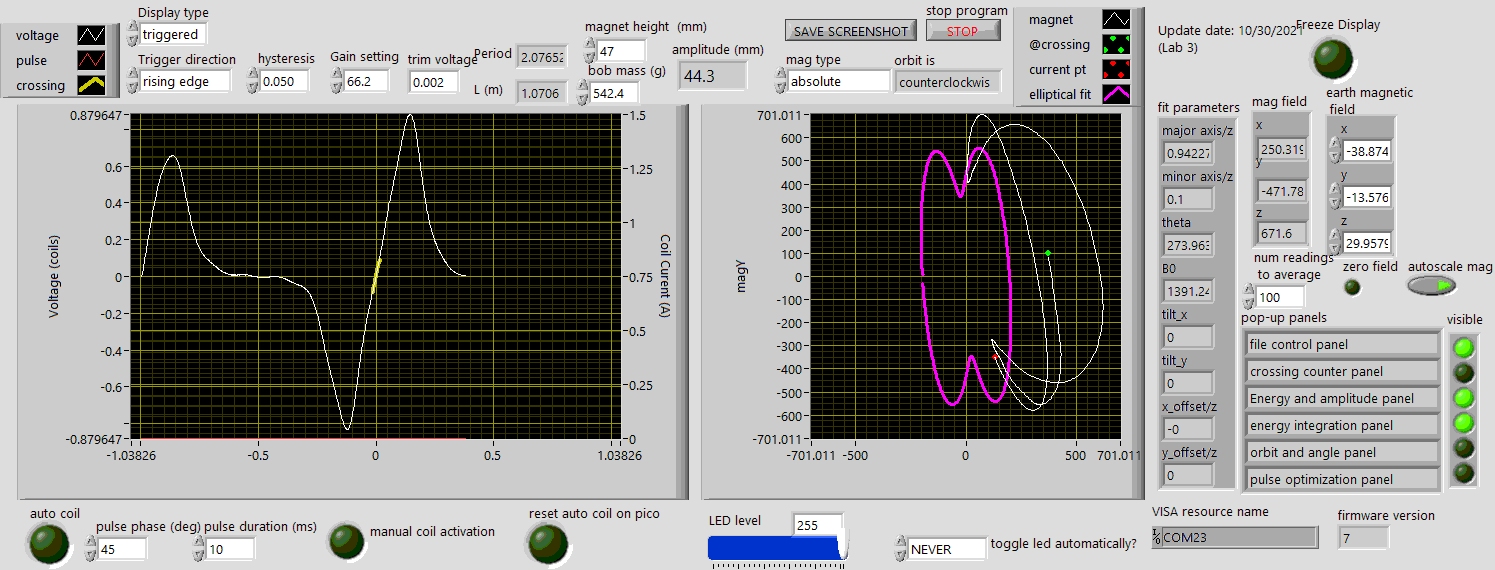 voltage
pulse
crossing
Display type
triggered
Trigger direction
rising edge
hysteresis
0.050
Gain setting
66.2
trim voltage
0.002
Period
2.0765
L (m)
1.0706
magnet height (mm)
47
bob mass (g)
542.4
amplitude (mm)
44.3
SAVE SCREENSHOT
stop program
STOP
mag type
absolute
orbit is
counterclockwis
magnet
@crossing
current pt
elliptical fit
Update date: 10/30/2021
(Lab 3)
Freeze Display
Voltage (coils)
0.879647
0.6
0.4
0.2
0
-0.2
-0.4
-0.6
-0.879647
-1.03826
-0.5
0
0.5
1.03826
1.5
1.25
1
0.75
0.5
0.25
0
Coil Current (A)
magY
701.011
600
500
400
300
200
100
0
-100
-200
-300
-400
-500
-600
-701.011
-701.011
-500
0
500
701.011
fit parameters
major axis/z
0.94227
minor axis/z
0.1
theta
273.963
B0
1391.24
tilt_x
0
tilt_y
0
x_offset/z
-0
y_offset/z
0
mag field
x
250.319
y
-471.78
z
671.6
earth magnetic
field
x
-38.874
y
-13.576
z
29.9579
num readings
to average
100
zero field
autoscale mag
pop-up panels
visible
file control panel
crossing counter panel
Energy and amplitude panel
energy integration panel
orbit and angle panel
pulse optimization panel
auto coil
pulse phase (deg)
45
pulse duration (ms)
10
manual coil activation
reset auto coil on pico
LED level
255
NEVER
toggle led automatically?
VISA resource name
COM23
firmware version
7